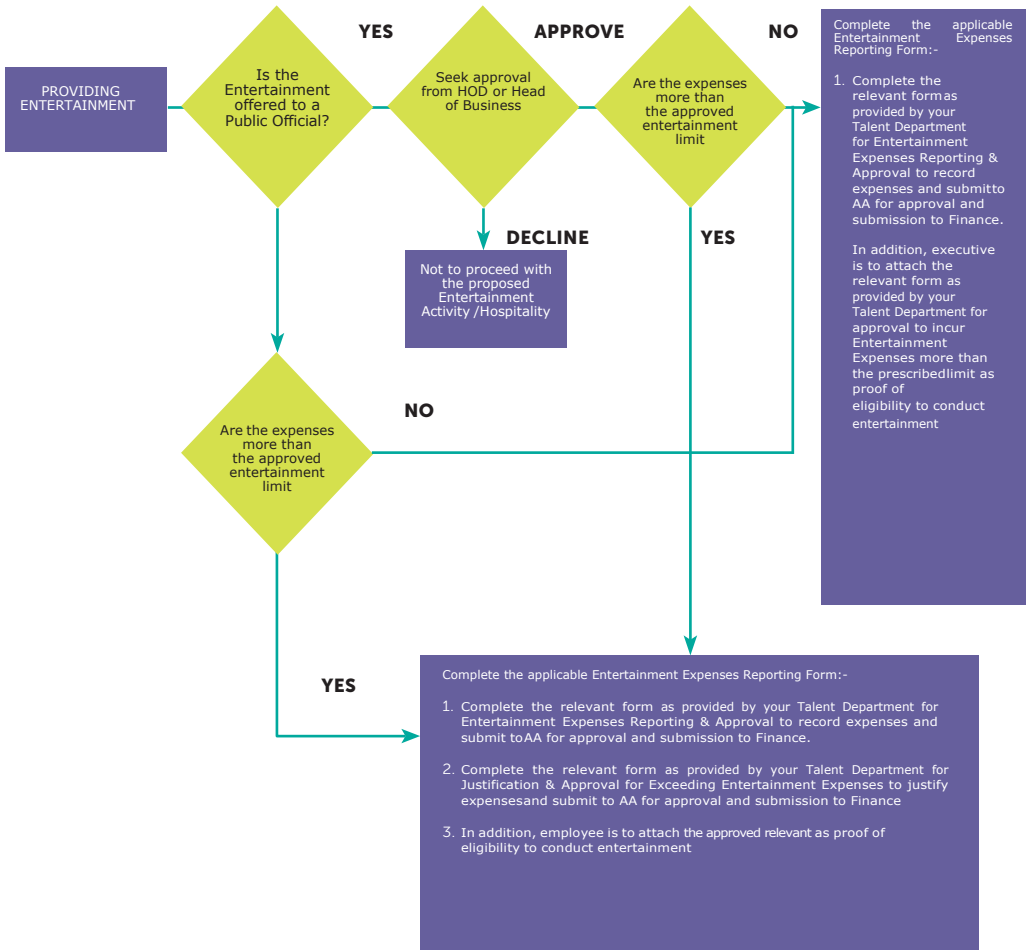 PROVIDING
ENTERTAINMENT
Is the
Entertainment
offered to a
Public Official?
YES
Seek approval
from HOD or Head
of Business
APPROVE
Are the expenses
more than
the approved
entertainment
limit
NO
Complete the applicable
Entertainment Expenses
Reporting Form:-
1. Complete the
relevant formas
provided by your
Talent Department
for Entertainment
Expenses Reporting &
Approval to record
expenses and submitto
AA for approval and
submission to Finance.
In addition, executive
is to attach the
relevant form as
provided by your
Talent Department for
approval to incur
Entertainment
Expenses more than
the prescribedlimit as
proof of
eligibility to conduct
entertainment
DECLINE
Not to proceed with
the proposed
Entertainment
Activity /Hospitality
YES
Are the expenses
more than
the approved
entertainment
limit
NO
YES
Complete the applicable Entertainment Expenses Reporting Form:-
1. Complete the relevant form as provided by your Talent Department for
Entertainment Expenses Reporting & Approval to record expenses and
submit toAA for approval and submission to Finance.
2. Complete the relevant form as provided by your Talent Department for
Justification & Approval for Exceeding Entertainment Expenses to justify
expensesand submit to AA for approval and submission to Finance
3. In addition, employee is to attach the approved relevant as proof of
eligibility to conduct entertainment